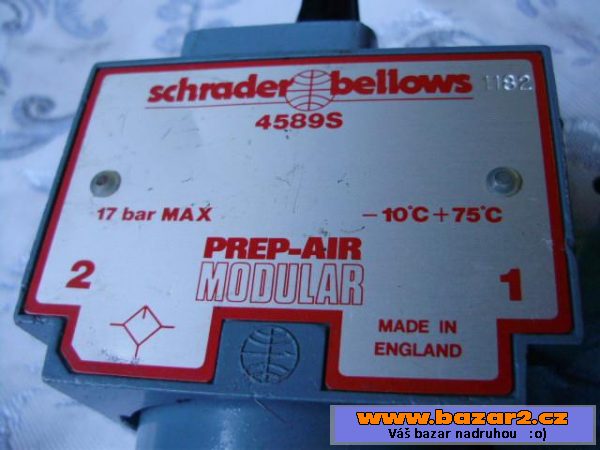 schrader bellows 1182
4589S
17 bar MAX -10°C +75°C
PREP-AIR
MODULAR
2 1
MADE IN
ENGLAND
www.bazar2.cz
Váš bazar nadruhou :o)